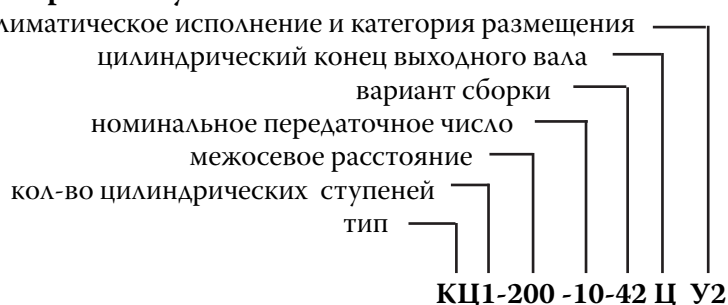 лиматическое исполнение и категория размещения
цилиндрический конец выходного вала
вариант сборки
номинальное передаточное число
межосевое расстояние
кол-во цилиндрических ступеней
тип
КЦ1-200 -10-42 Ц У2